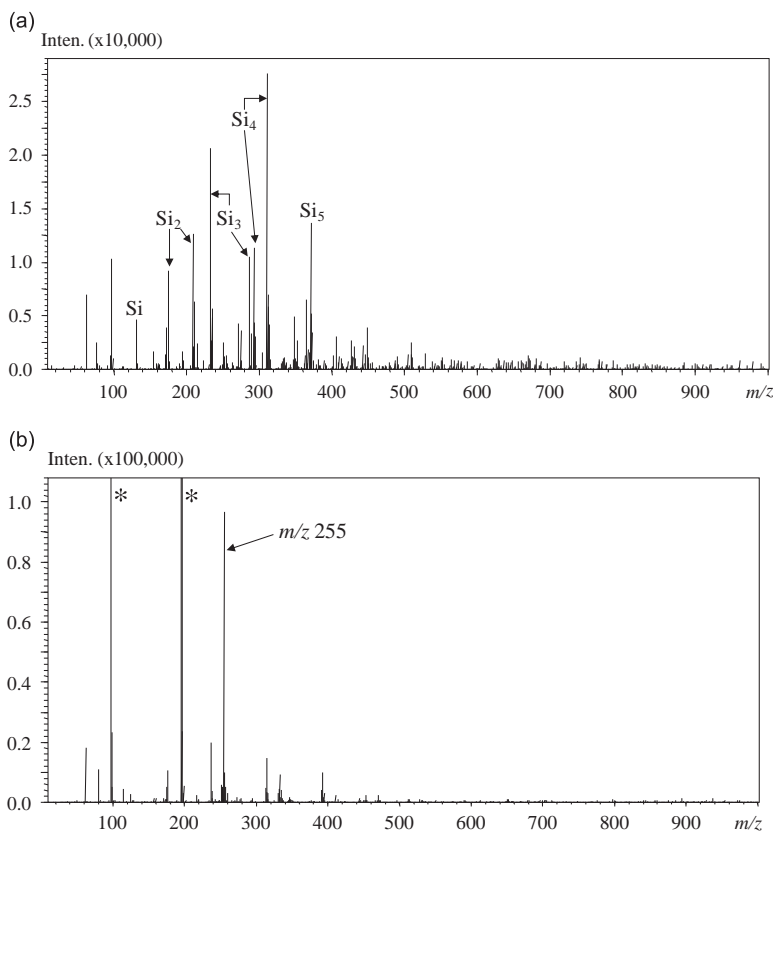 (a)
Inten. (x10,000)
2.5
2.0
1.5
1.0
0.5
0.0
Si
Si₂
Si₃
Si₄
Si₅
100 200 300 400 500 600 700 800 900 m/z
(b)
Inten. (x100,000)
1.0
0.8
0.6
0.4
0.2
0.0
* *
m/z 255
100 200 300 400 500 600 700 800 900 m/z